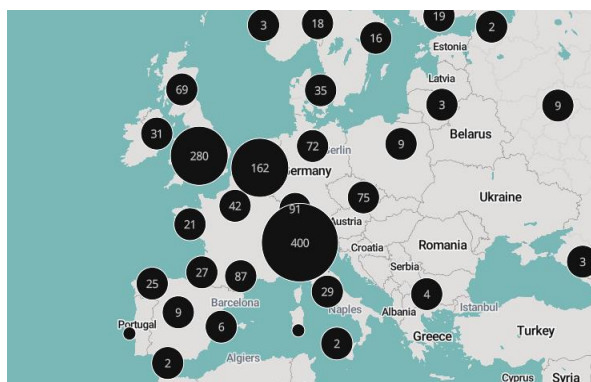 3
18
19
2
16
Estonia
Latvia
69
35
3
9
31
Belarus
280
72
Berlin
9
162
Germany
75
Ukraine
42
91
21
Austria
400
Croatia
Romania
Serbia
3
27
87
25
29
4
Barcelona
Naples
Istanbul
9
Albania
Portugal
6
Greece
Turkey
2
Algiers
2
Cyprus
Syria